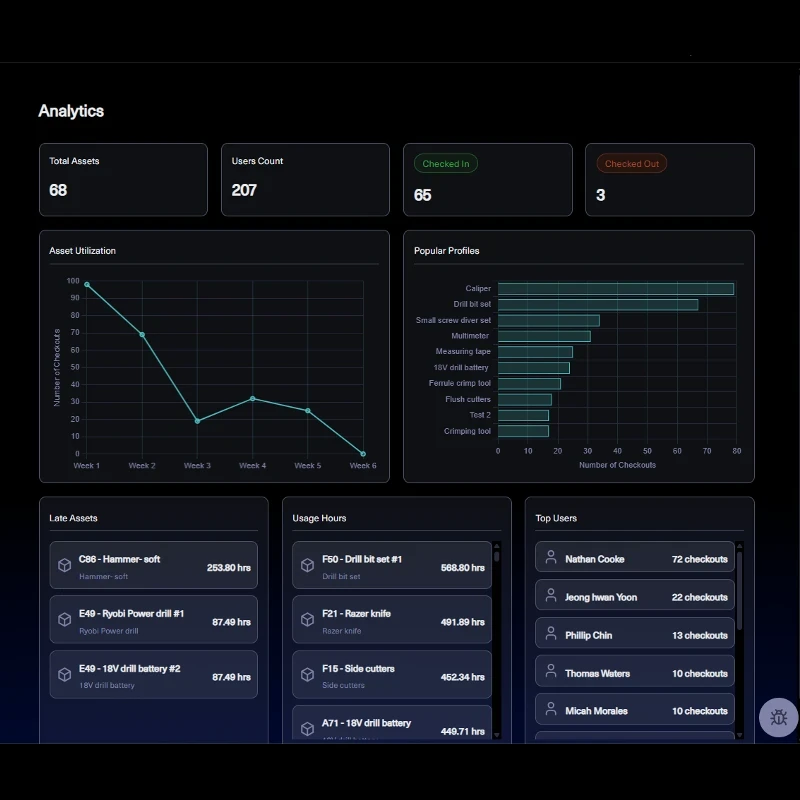 Analytics
Total Assets
68
Users Count
207
Checked In
65
Checked Out
3
Asset Utilization
Number of Checkouts
100
90
80
70
60
50
40
30
20
10
0
Week 1 Week 2 Week 3 Week 4 Week 5 Week 6
Popular Profiles
Caliper
Drill bit set
Small screw diver set
Multimeter
Measuring tape
18V drill battery
Ferrule crimp tool
Flush cutters
Test 2
Crimping tool
0 10 20 30 40 50 60 70 80
Number of Checkouts
Late Assets
C86 - Hammer- soft
Hammer- soft
253.80 hrs
E49 - Ryobi Power drill #1
Ryobi Power drill
87.49 hrs
E49 - 18V drill battery #2
18V drill battery
87.49 hrs
Usage Hours
F50 - Drill bit set #1
Drill bit set
568.80 hrs
F21 - Razor knife
Razor knife
491.89 hrs
F15 - Side cutters
Side cutters
452.34 hrs
A71 - 18V drill battery
449.71 hrs
Top Users
Nathan Cooke 72 checkouts
Jeong hwan Yoon 22 checkouts
Phillip Chin 13 checkouts
Thomas Waters 10 checkouts
Micah Morales 10 checkouts